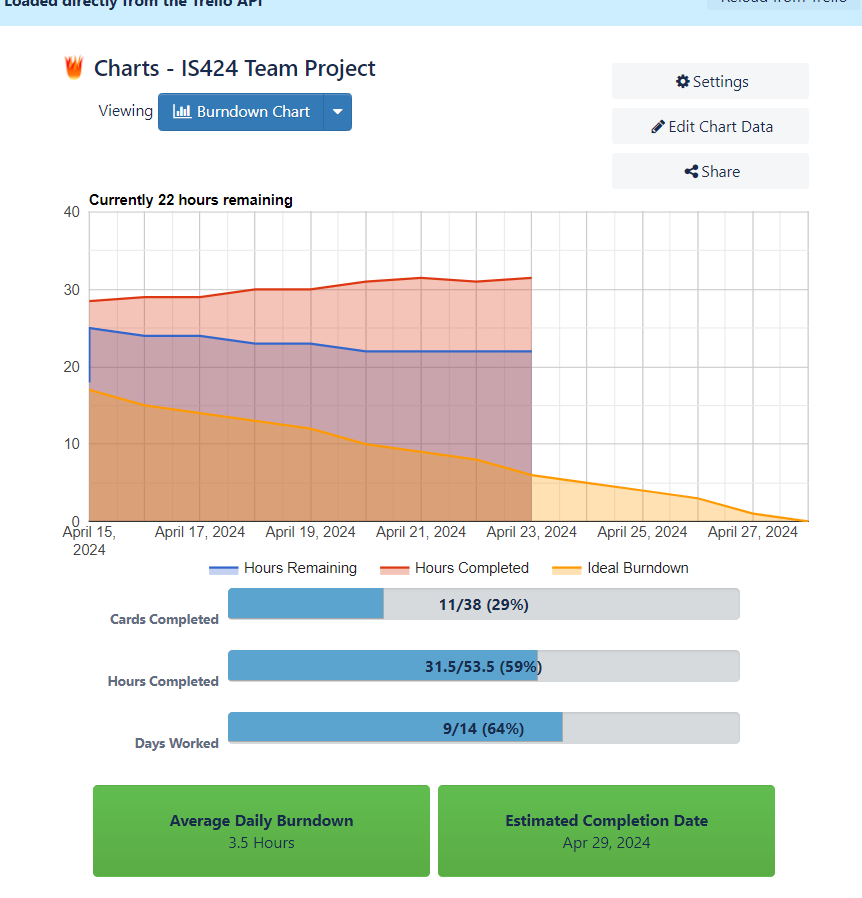 Loaded directly from the Trello API
Reload from Trello
Charts - IS424 Team Project
Viewing
Burndown Chart
Settings
Edit Chart Data
Share
Currently 22 hours remaining
40
30
20
10
0
April 15,
2024
April 17, 2024
April 19, 2024
April 21, 2024
April 23, 2024
April 25, 2024
April 27, 2024
Hours Remaining
Hours Completed
Ideal Burndown
Cards Completed
11/38 (29%)
Hours Completed
31.5/53.5 (59%)
Days Worked
9/14 (64%)
Average Daily Burndown
3.5 Hours
Estimated Completion Date
Apr 29, 2024